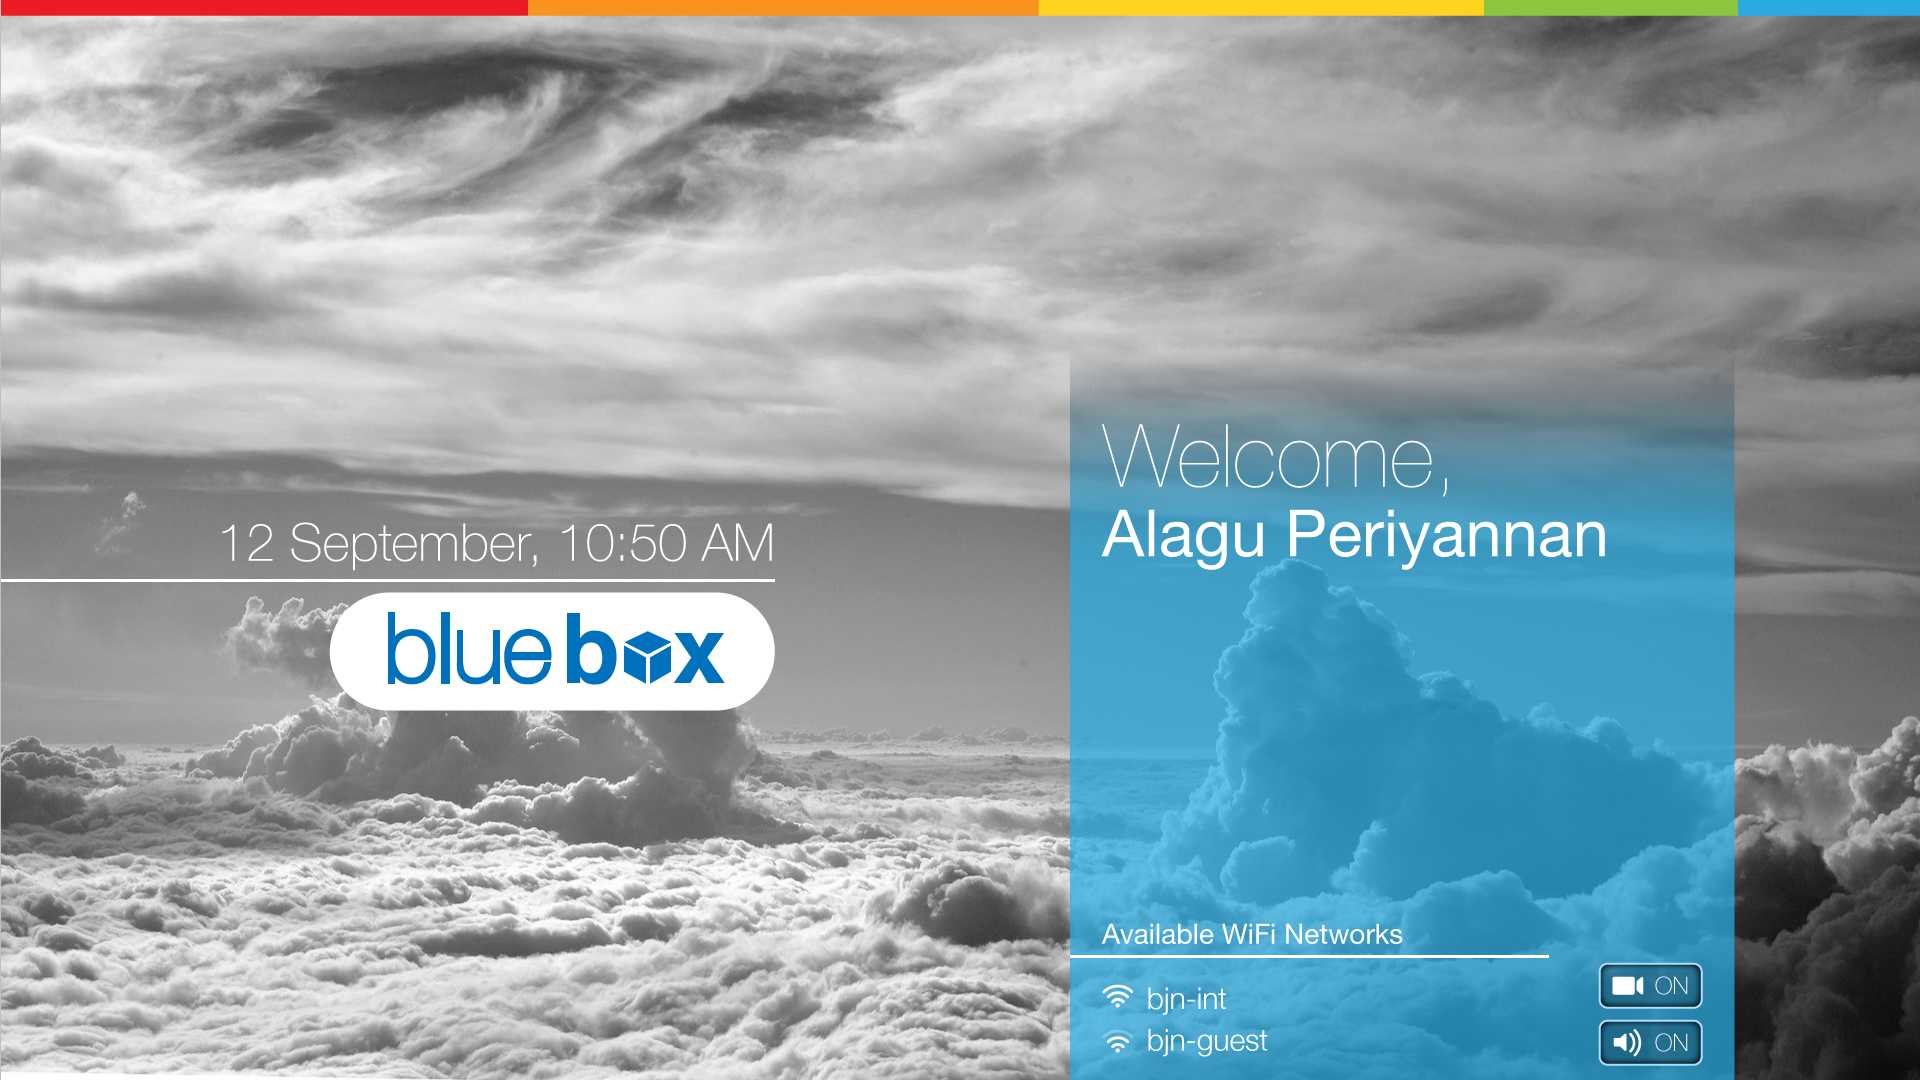 12 September, 10:50 AM
blue box
Welcome,
Alagu Periyannan
Available WiFi Networks
bjn-int
bjn-guest
ON
ON